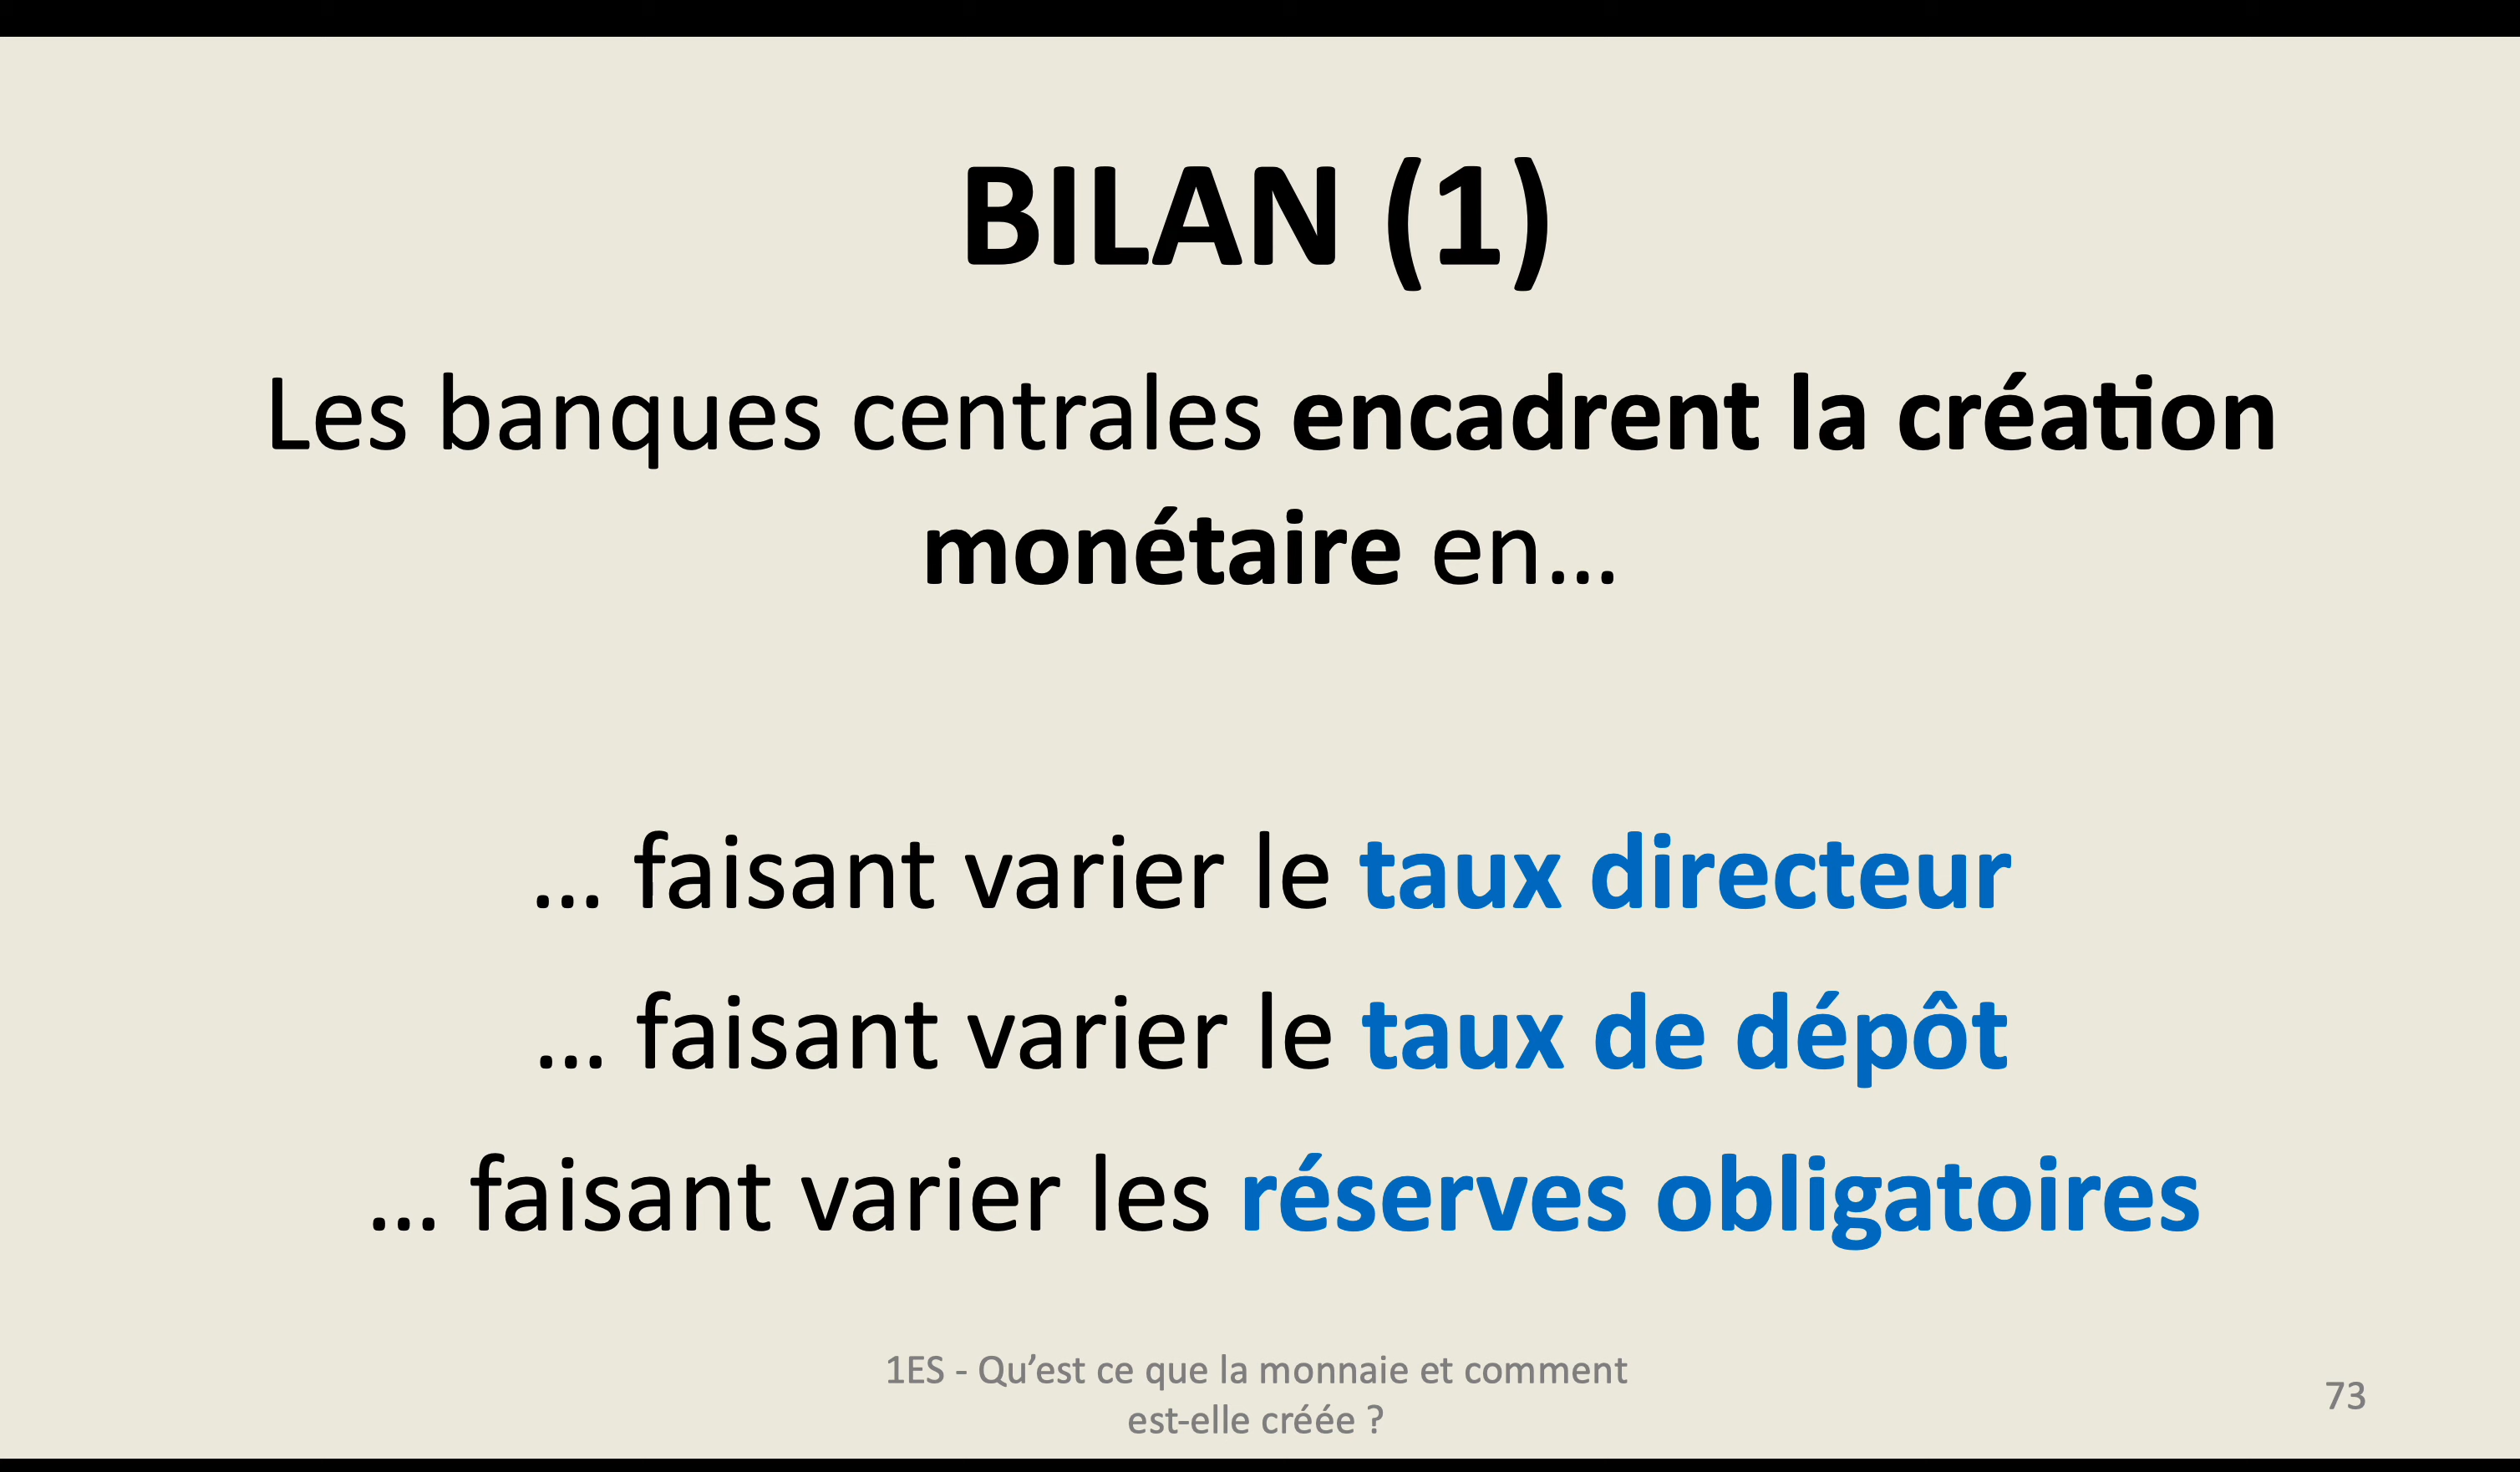 BILAN (1)
Les banques centrales encadrent la création
monétaire en…
… faisant varier le taux directeur
… faisant varier le taux de dépôt
… faisant varier les réserves obligatoires
1ES - Qu’est ce que la monnaie et comment
est-elle créée ?
73